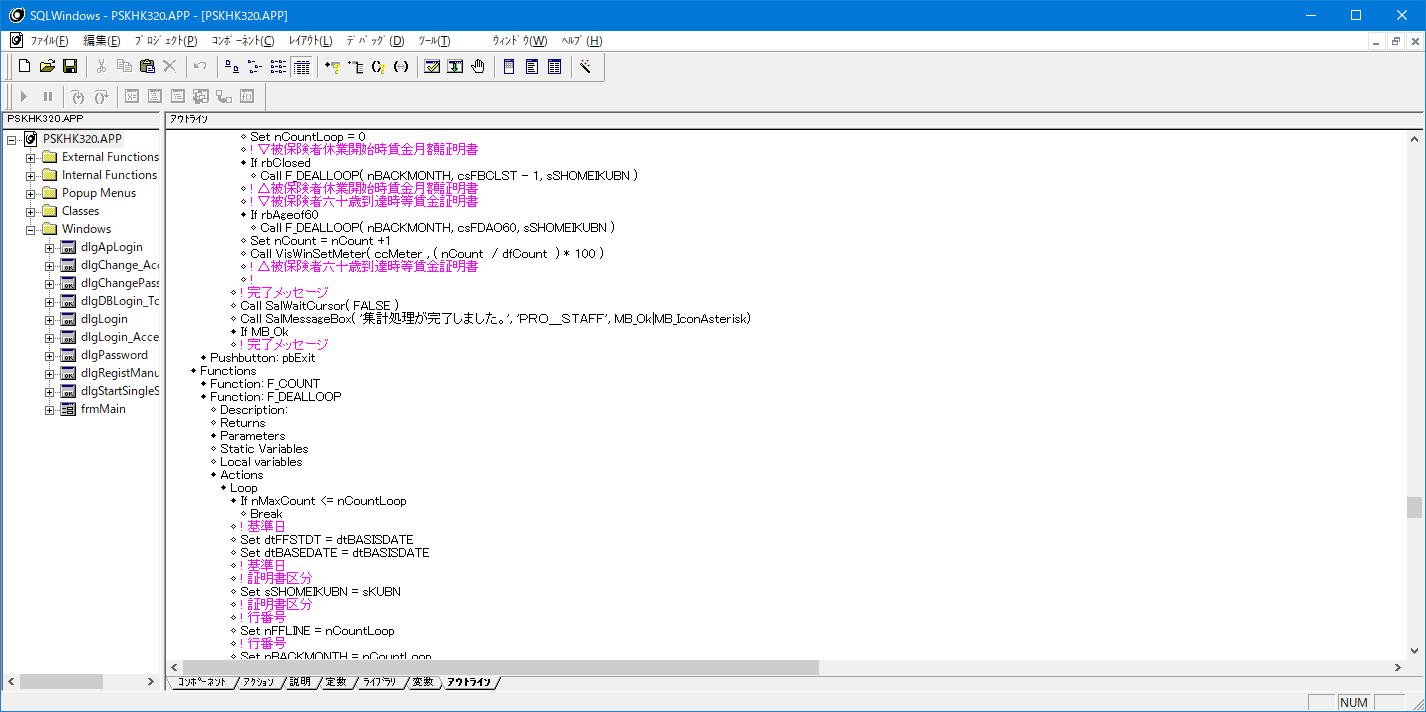 SQLWindows - PSKHK320.APP - [PSKHK320.APP]
ﾌｧｲﾙ(F) 編集(E) ﾌﾟﾛｼﾞｪｸﾄ(P) ｺﾝﾎﾟｰﾈﾝﾄ(C) ﾚｲｱｳﾄ(L) ﾃﾞﾊﾞｯｸﾞ(D) ﾂｰﾙ(T) ｳｨﾝﾄﾞｳ(W) ﾍﾙﾌﾟ(H)
PSKHK320.APP
PSKHK320.APP
External Functions
Internal Functions
Popup Menus
Classes
Windows
dlgApLogin
dlgChange_Acc
dlgChangePass
dlgDBLogin_To
dlgLogin
dlgLogin_Acce
dlgPassword
dlgRegistManu
dlgStartSingleS
frmMain
ｱｳﾄﾗｲﾝ
Set nCountLoop = 0
! ▽被保険者休業開始時賃金月額証明書
If rbClosed
Call F_DEALLOOP( nBACKMONTH, csFBCLST - 1, sSHOMEIKUBN )
! △被保険者休業開始時賃金月額証明書
! ▽被保険者六十歳到達時等賃金証明書
If rbAgeof60
Call F_DEALLOOP( nBACKMONTH, csFDAO60, sSHOMEIKUBN )
Set nCount = nCount +1
Call VisWinSetMeter( ccMeter , ( nCount / dfCount ) * 100 )
! △被保険者六十歳到達時等賃金証明書
!
! 完了メッセージ
Call SalWaitCursor( FALSE )
Call SalMessageBox( '集計処理が完了しました。', 'PRO＿STAFF', MB_Ok|MB_IconAsterisk)
If MB_Ok
! 完了メッセージ
Pushbutton: pbExit
Functions
Function: F_COUNT
Function: F_DEALLOOP
Description:
Returns
Parameters
Static Variables
Local variables
Actions
Loop
If nMaxCount <= nCountLoop
Break
! 基準日
Set dtFFSTDT = dtBASISDATE
Set dtBASEDATE = dtBASISDATE
! 基準日
! 証明書区分
Set sSHOMEIKUBN = sKUBN
! 証明書区分
! 行番号
Set nFFLINE = nCountLoop
! 行番号
Set nBACKMONTH = nCountLoop
ｺﾝﾎﾟｰﾈﾝﾄ ｱｸｼｮﾝ 説明 定数 ﾗｲﾌﾞﾗﾘ 変数 ｱｳﾄﾗｲﾝ
NUM